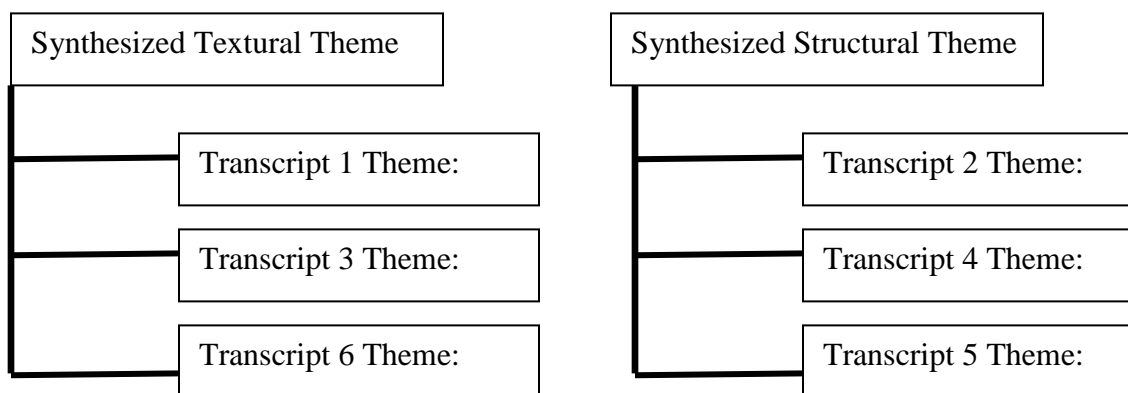 Synthesized Textural Theme
Transcript 1 Theme:
Transcript 3 Theme:
Transcript 6 Theme:
Synthesized Structural Theme
Transcript 2 Theme:
Transcript 4 Theme:
Transcript 5 Theme: